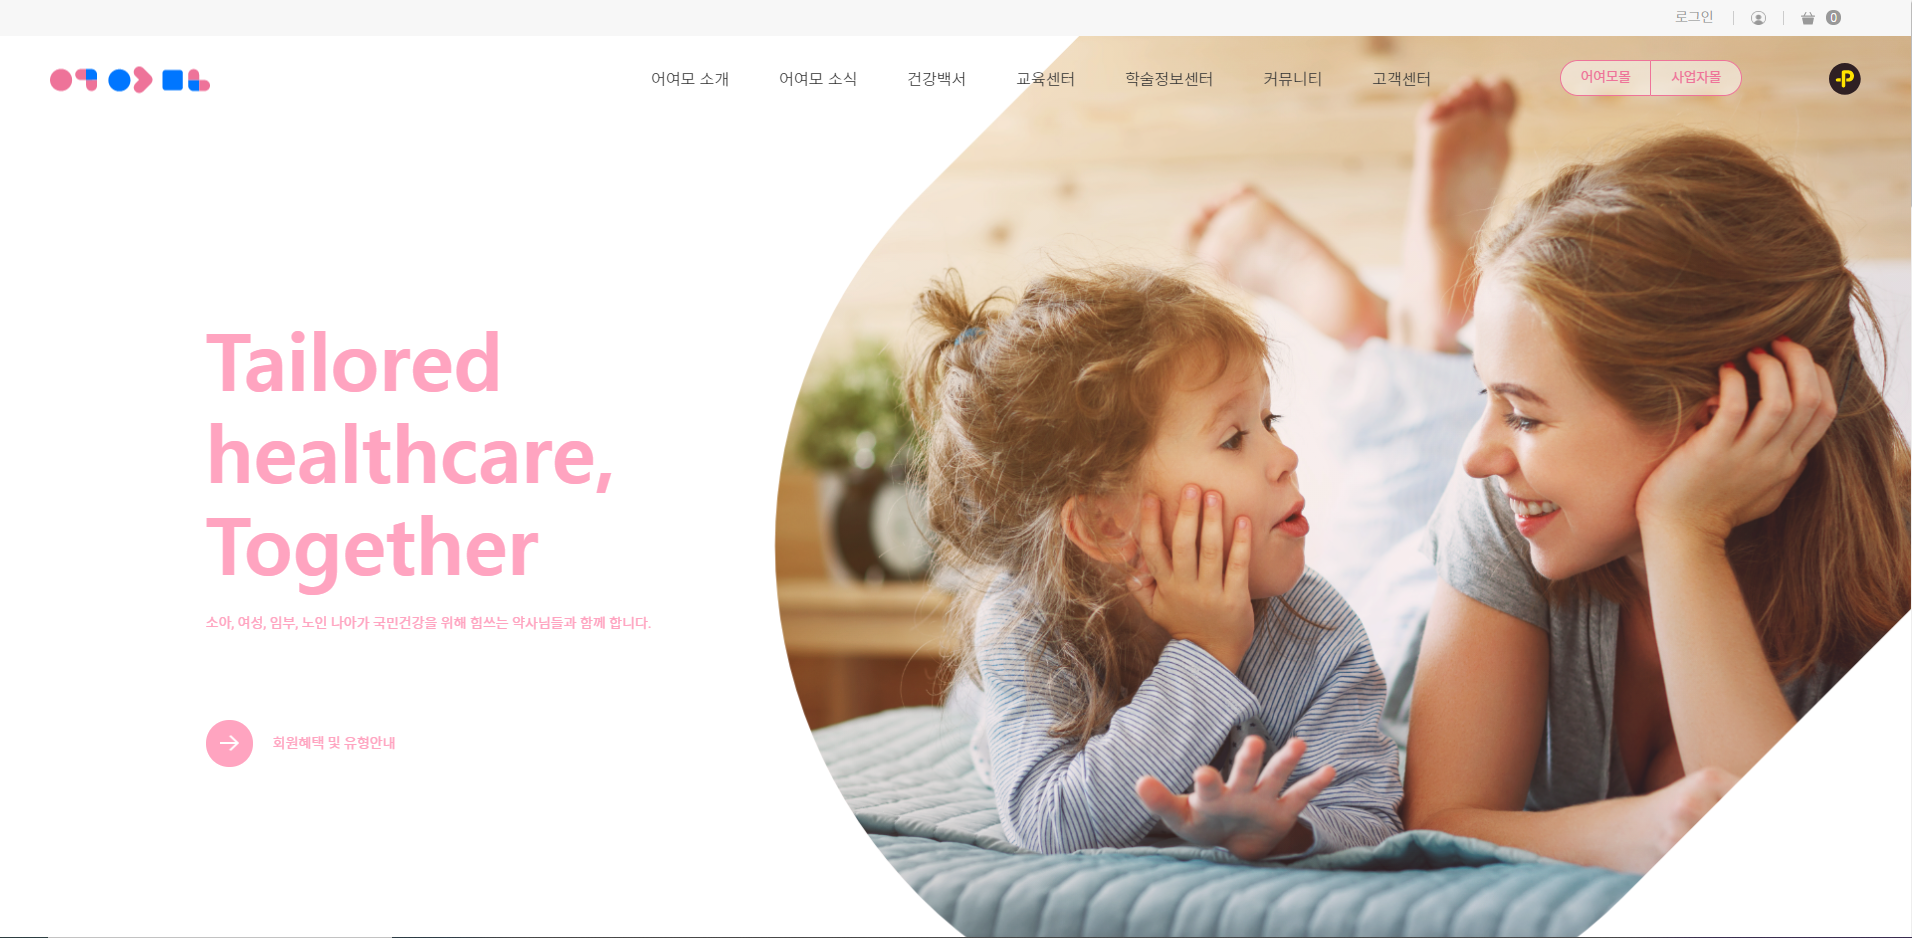 로그인
0
어여모
어여모 소개
어여모 소식
건강백서
교육센터
학술정보센터
커뮤니티
고객센터
어여모몰
사업자몰
P
Tailored
healthcare,
Together
소아, 여성, 임부, 노인 나아가 국민건강을 위해 힘쓰는 약사님들과 함께 합니다.
회원혜택 및 유형안내